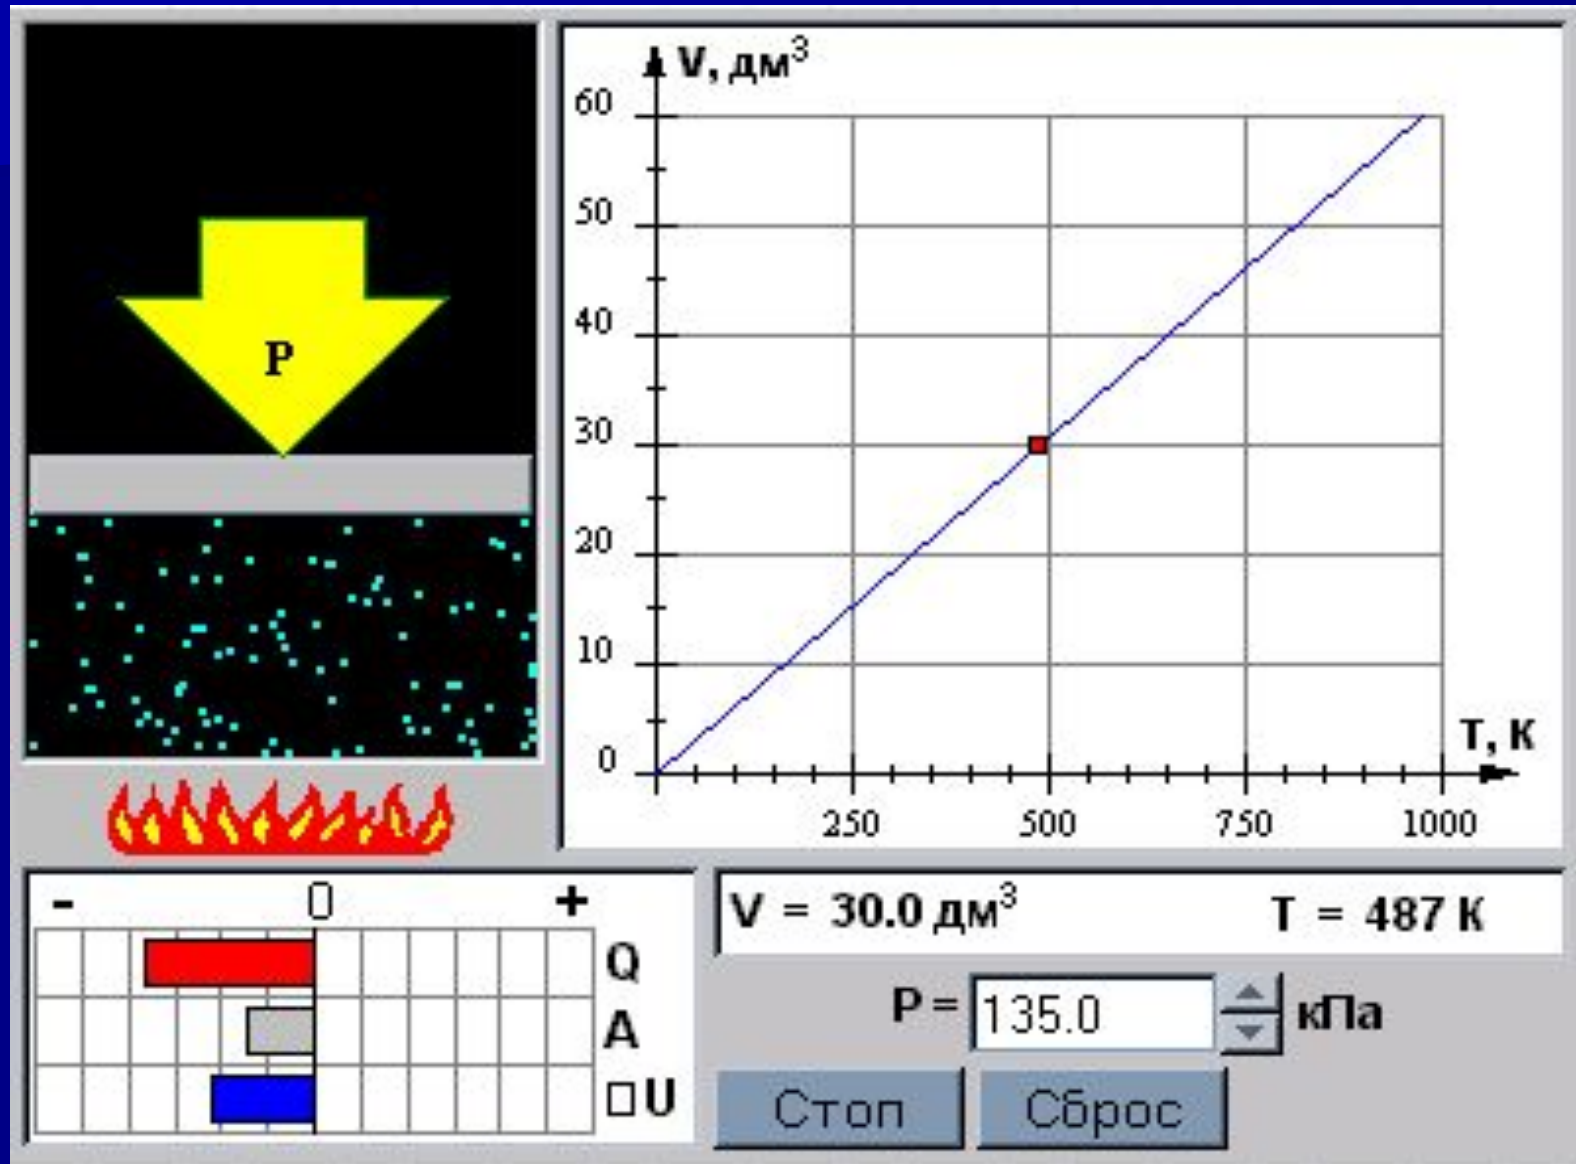 P
V, дм³
60
50
40
30
20
10
0
T, К
250 500 750 1000
- 0 +
Q
A
□U
V = 30.0 дм³ T = 487 К
P = 135.0 кПа
Стоп Сброс